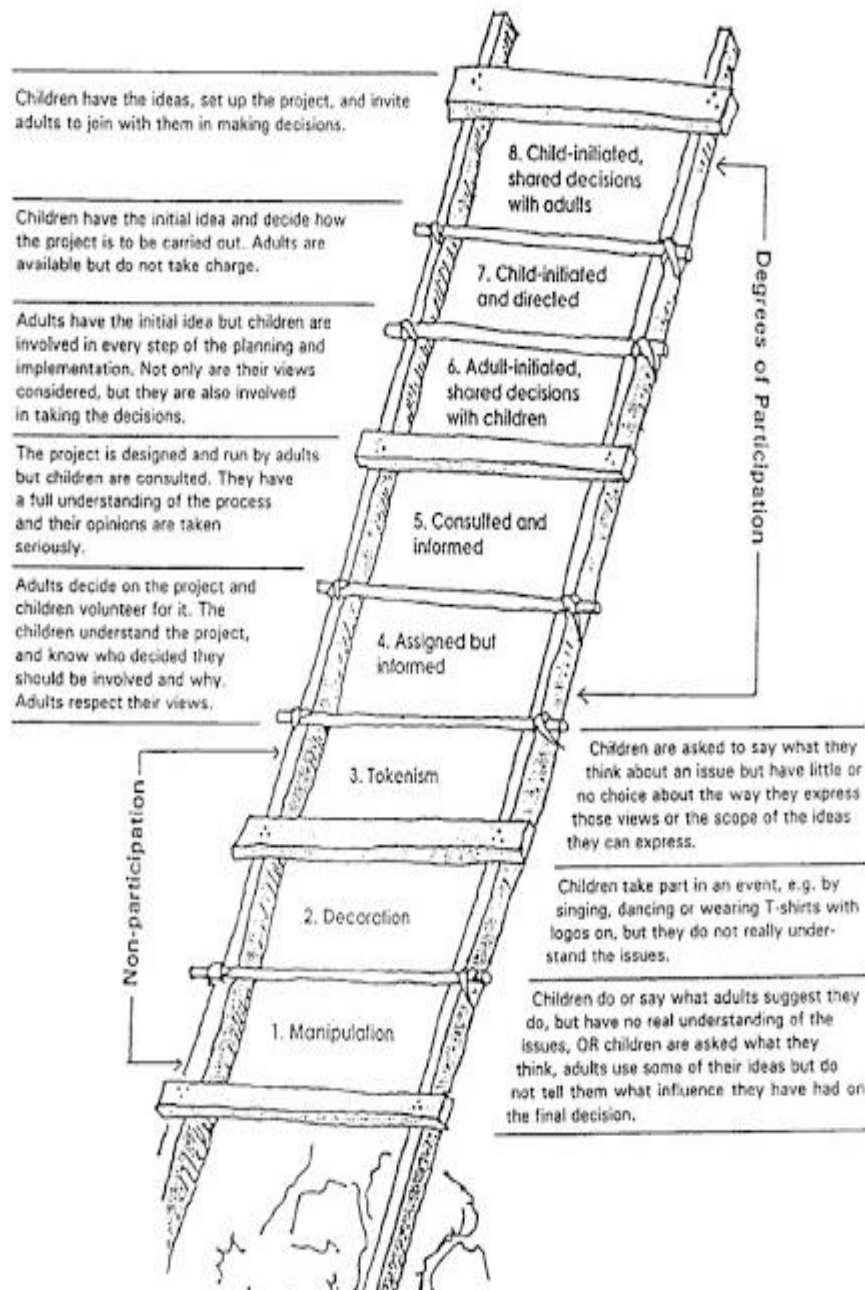 Children have the ideas, set up the project, and invite
adults to join with them in making decisions.
8. Child-initiated,
shared decisions
with adults
Children have the initial idea and decide how
the project is to be carried out. Adults are
available but do not take charge.
7. Child-initiated
and directed
Adults have the initial idea but children are
involved in every step of the planning and
implementation. Not only are their views
considered, but they are also involved
in taking the decisions.
6. Adult-initiated,
shared decisions
with children
The project is designed and run by adults
but children are consulted. They have
a full understanding of the process
and their opinions are taken
seriously.
5. Consulted and
informed
Adults decide on the project and
children volunteer for it. The
children understand the project,
and know who decided they
should be involved and why.
Adults respect their views.
4. Assigned but
informed
Degrees of Participation
3. Tokenism
Children are asked to say what they
think about an issue but have little or
no choice about the way they express
those views or the scope of the ideas
they can express.
2. Decoration
Children take part in an event, e.g. by
singing, dancing or wearing T-shirts with
logos on, but they do not really under-
stand the issues.
1. Manipulation
Children do or say what adults suggest they
do, but have no real understanding of the
issues, OR children are asked what they
think, adults use some of their ideas but do
not tell them what influence they have had on
the final decision.
Non-participation